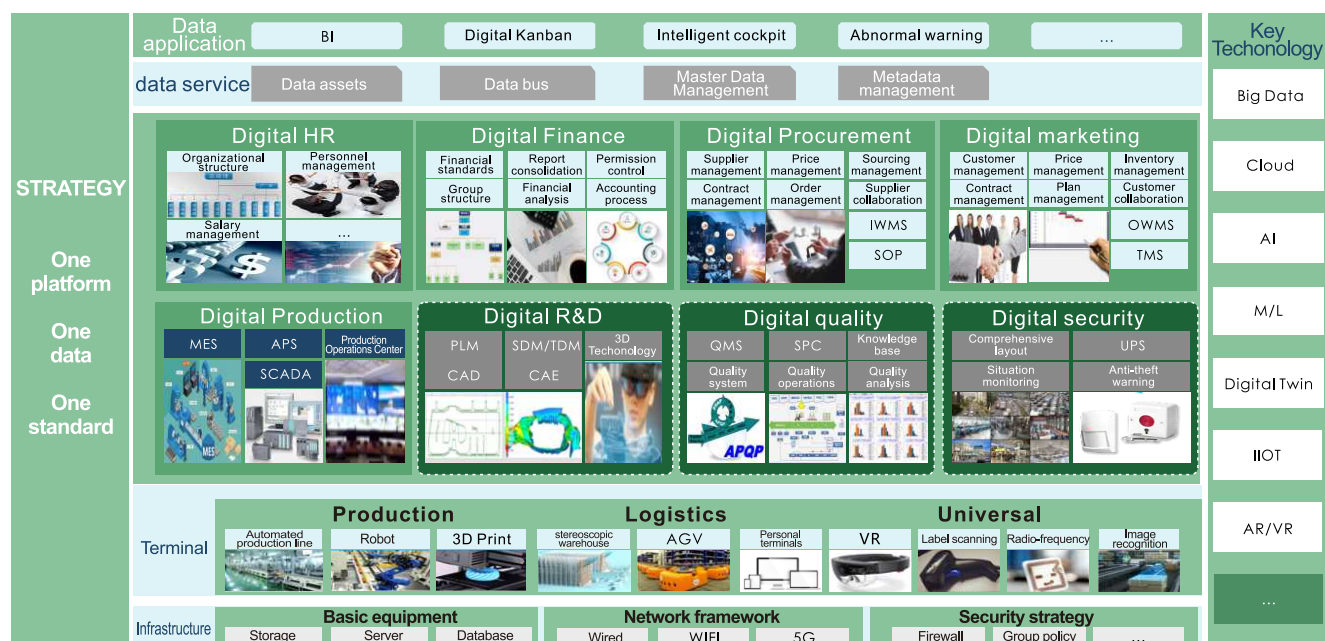 STRATEGY
One
platform
One
data
One
standard
Data
application
BI
Digital Kanban
Intelligent cockpit
Abnormal warning
...
data service
Data assets
Data bus
Master Data
Management
Metadata
management
Digital HR
Organizational
structure
Personnel
management
Salary
management
...
Digital Finance
Financial
standards
Report
consolidation
Permission
control
Group
structure
Financial
analysis
Accounting
process
Digital Procurement
Supplier
management
Price
management
Sourcing
management
Contract
management
Order
management
Supplier
collaboration
IWMS
SOP
Digital marketing
Customer
management
Price
management
Inventory
management
Contract
management
Plan
management
Customer
collaboration
OWMS
TMS
Digital Production
MES
APS
Production
Operations Center
SCADA
MES
Digital R&D
PLM
SDM/TDM
3D
Techonology
CAD
CAE
Digital quality
QMS
SPC
Knowledge
base
Quality
system
Quality
operations
Quality
analysis
APQP
Digital security
Comprehensive
layout
UPS
Situation
monitoring
Anti-theft
warning
Terminal
Production
Automated
production line
Robot
3D Print
Logistics
stereoscopic
warehouse
AGV
Personal
terminals
Universal
VR
Label scanning
Radio-frequency
Image
recognition
Infrastructure
Basic equipment
Storage
Server
Database
Network framework
Wired
WIFI
5G
Security strategy
Firewall
Group policy
...
Key
Techonology
Big Data
Cloud
AI
M/L
Digital Twin
IIOT
AR/VR
...